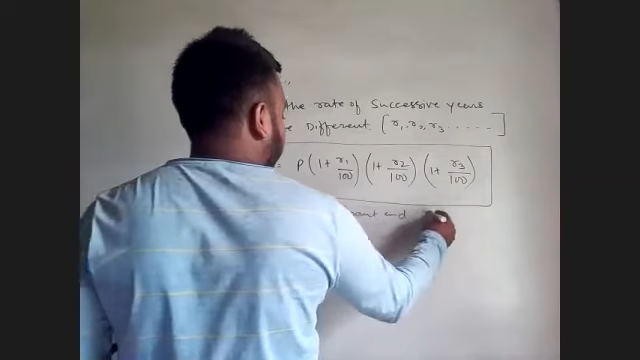 the rate of Successive years
Different [r₁, r₂, r₃ . . . . . ]
= P (1 + r₁/100) (1 + r₂/100) (1 + r₃/100)
and